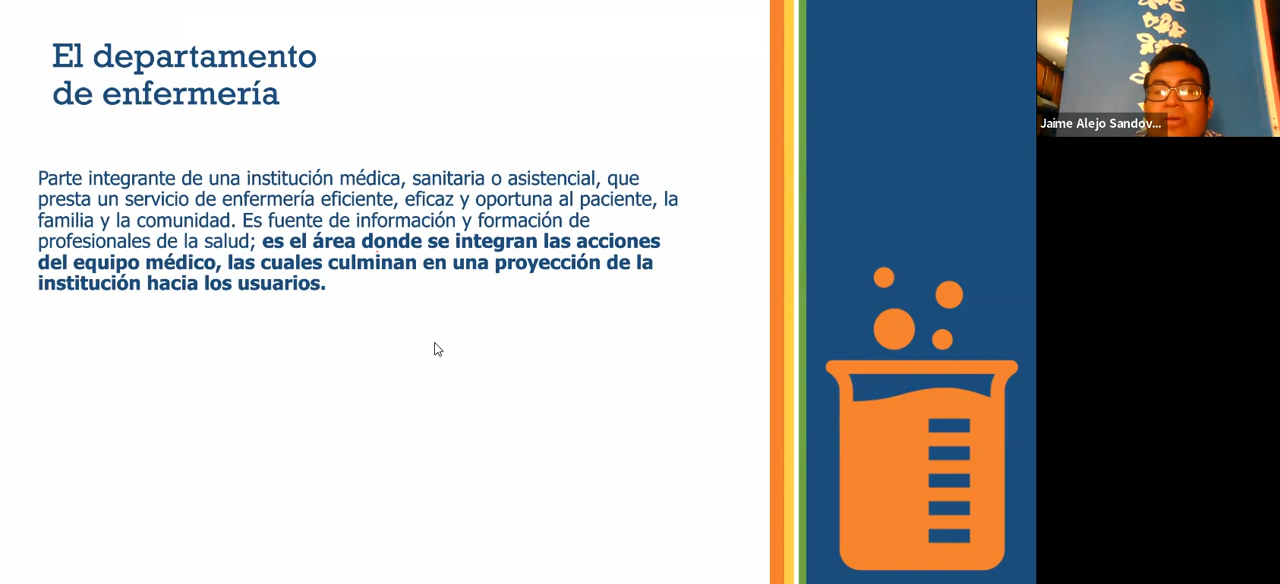 El departamento
de enfermería
Parte integrante de una institución médica, sanitaria o asistencial, que
presta un servicio de enfermería eficiente, eficaz y oportuna al paciente, la
familia y la comunidad. Es fuente de información y formación de
profesionales de la salud; es el área donde se integran las acciones
del equipo médico, las cuales culminan en una proyección de la
institución hacia los usuarios.
Jaime Alejo Sandov...